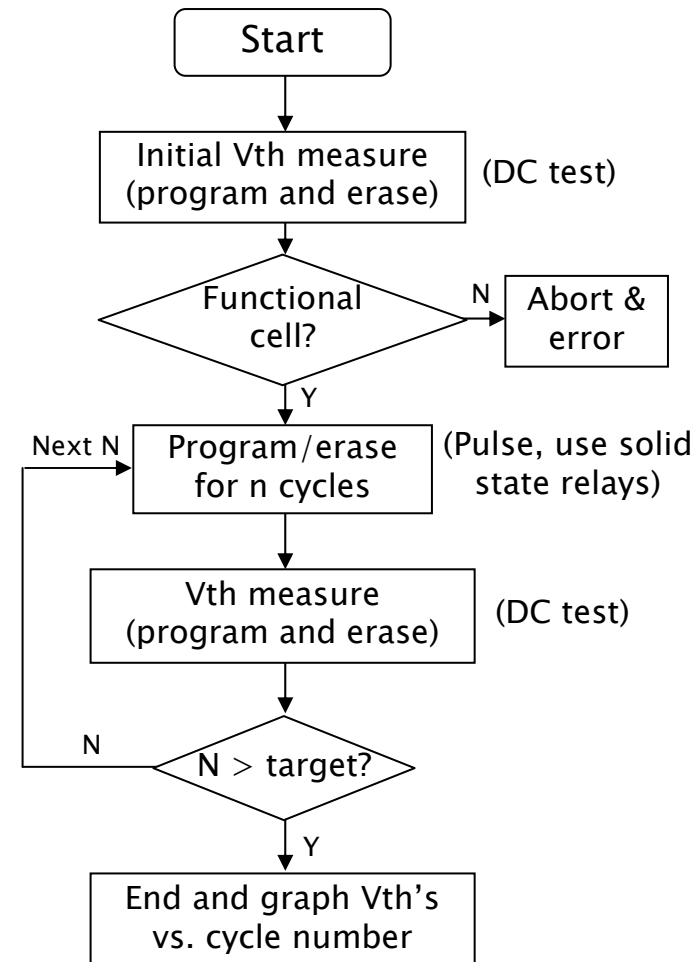 Start
Initial Vth measure
(program and erase)
(DC test)
Functional
cell?
N
Abort &
error
Y
Next N
Program/erase
for n cycles
(Pulse, use solid
state relays)
Vth measure
(program and erase)
(DC test)
N
N > target?
Y
End and graph Vth's
vs. cycle number